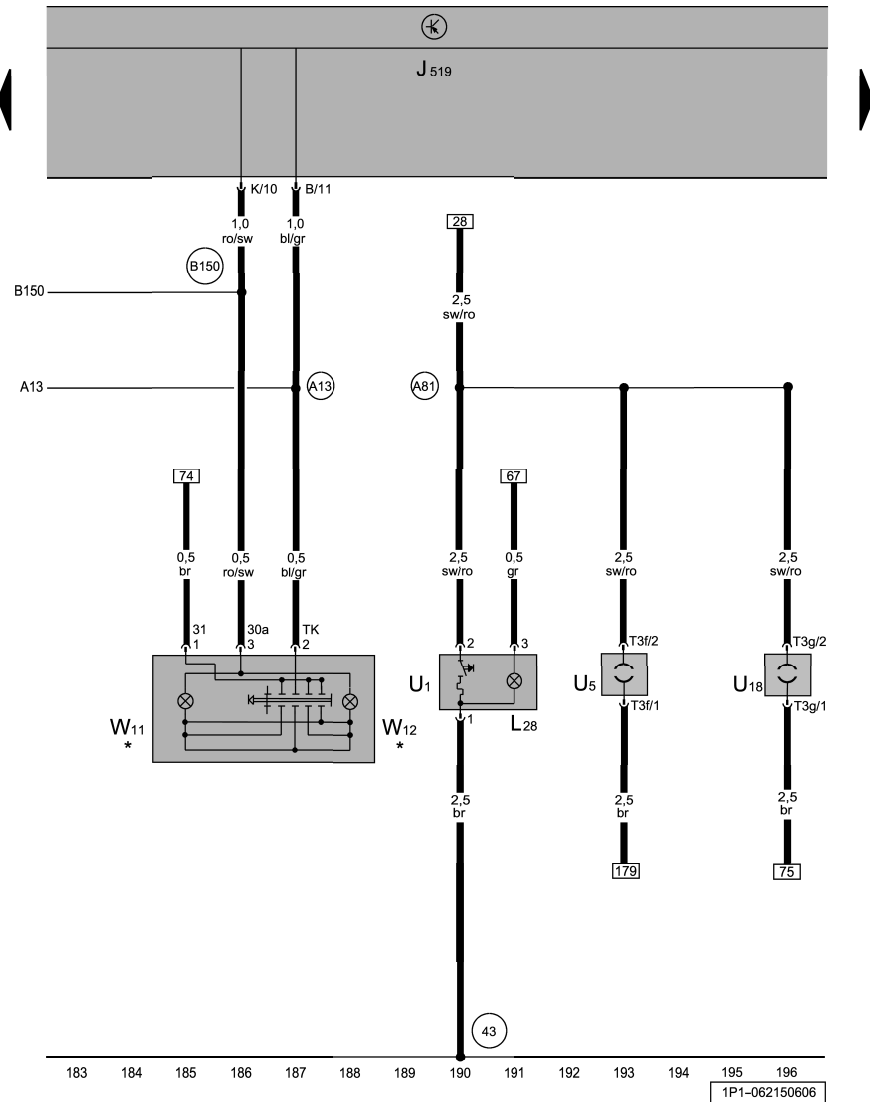 J 519
K/10 B/11
1,0 1,0
ro/sw bl/gr
28
B150
B150
2,5
sw/ro
A13 A13 A81
74 67
0,5 0,5 0,5 2,5 0,5 2,5 2,5
br ro/sw bl/gr sw/ro gr sw/ro sw/ro
31 30a TK
1 3 2 2 3 T3f/2 T3g/2
U1 U5 U18
W11 W12 L28
* *
1 T3f/1 T3g/1
2,5 2,5 2,5
br br br
179 75
43
183 184 185 186 187 188 189 190 191 192 193 194 195 196
1P1-062150606